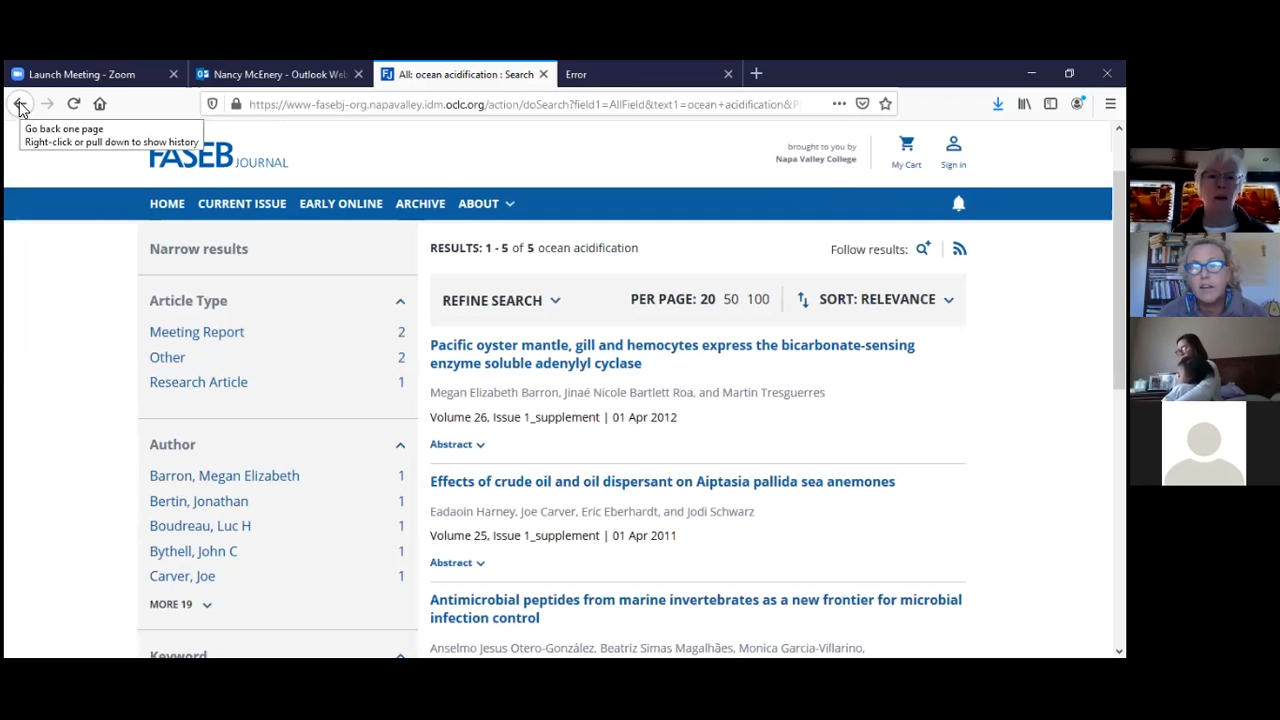 Launch Meeting - Zoom
Nancy McEnery - Outlook Web
All: ocean acidification : Search
Error
https://www-fasebj-org.napavalley.idm.oclc.org/action/doSearch?field1=AllField&text1=ocean+acidification&P
Go back one page
Right-click or pull down to show history
FASEB JOURNAL
brought to you by
Napa Valley College
My Cart
Sign in
HOME
CURRENT ISSUE
EARLY ONLINE
ARCHIVE
ABOUT
Narrow results
Article Type
Meeting Report 2
Other 2
Research Article 1
Author
Barron, Megan Elizabeth 1
Bertin, Jonathan 1
Boudreau, Luc H 1
Bythell, John C 1
Carver, Joe 1
MORE 19
Keyword
RESULTS: 1 - 5 of 5 ocean acidification
Follow results:
REFINE SEARCH
PER PAGE: 20 50 100
SORT: RELEVANCE
Pacific oyster mantle, gill and hemocytes express the bicarbonate-sensing
enzyme soluble adenylyl cyclase
Megan Elizabeth Barron, Jinaé Nicole Bartlett Roa, and Martin Tresguerres
Volume 26, Issue 1_supplement | 01 Apr 2012
Abstract
Effects of crude oil and oil dispersant on Aiptasia pallida sea anemones
Eadaoin Harney, Joe Carver, Eric Eberhardt, and Jodi Schwarz
Volume 25, Issue 1_supplement | 01 Apr 2011
Abstract
Antimicrobial peptides from marine invertebrates as a new frontier for microbial
infection control
Anselmo Jesus Otero-González, Beatriz Simas Magalhães, Monica Garcia-Villarino,